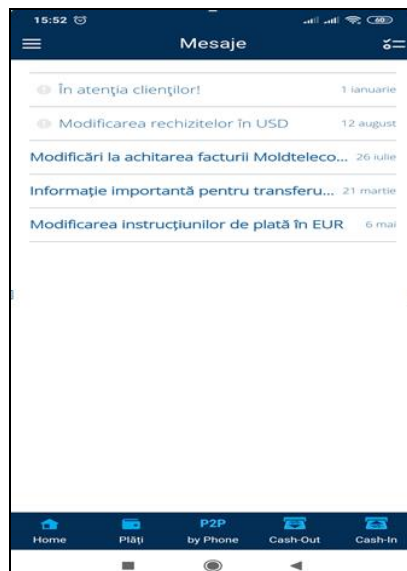 15:52 60
Mesaje
În atenția clienților! 1 ianuarie
Modificarea rechizitelor în USD 12 august
Modificări la achitarea facturii Moldteleco... 26 iulie
Informație importantă pentru transferu... 21 martie
Modificarea instrucțiunilor de plată în EUR 6 mai
P2P
Home Plăți by Phone Cash-Out Cash-In